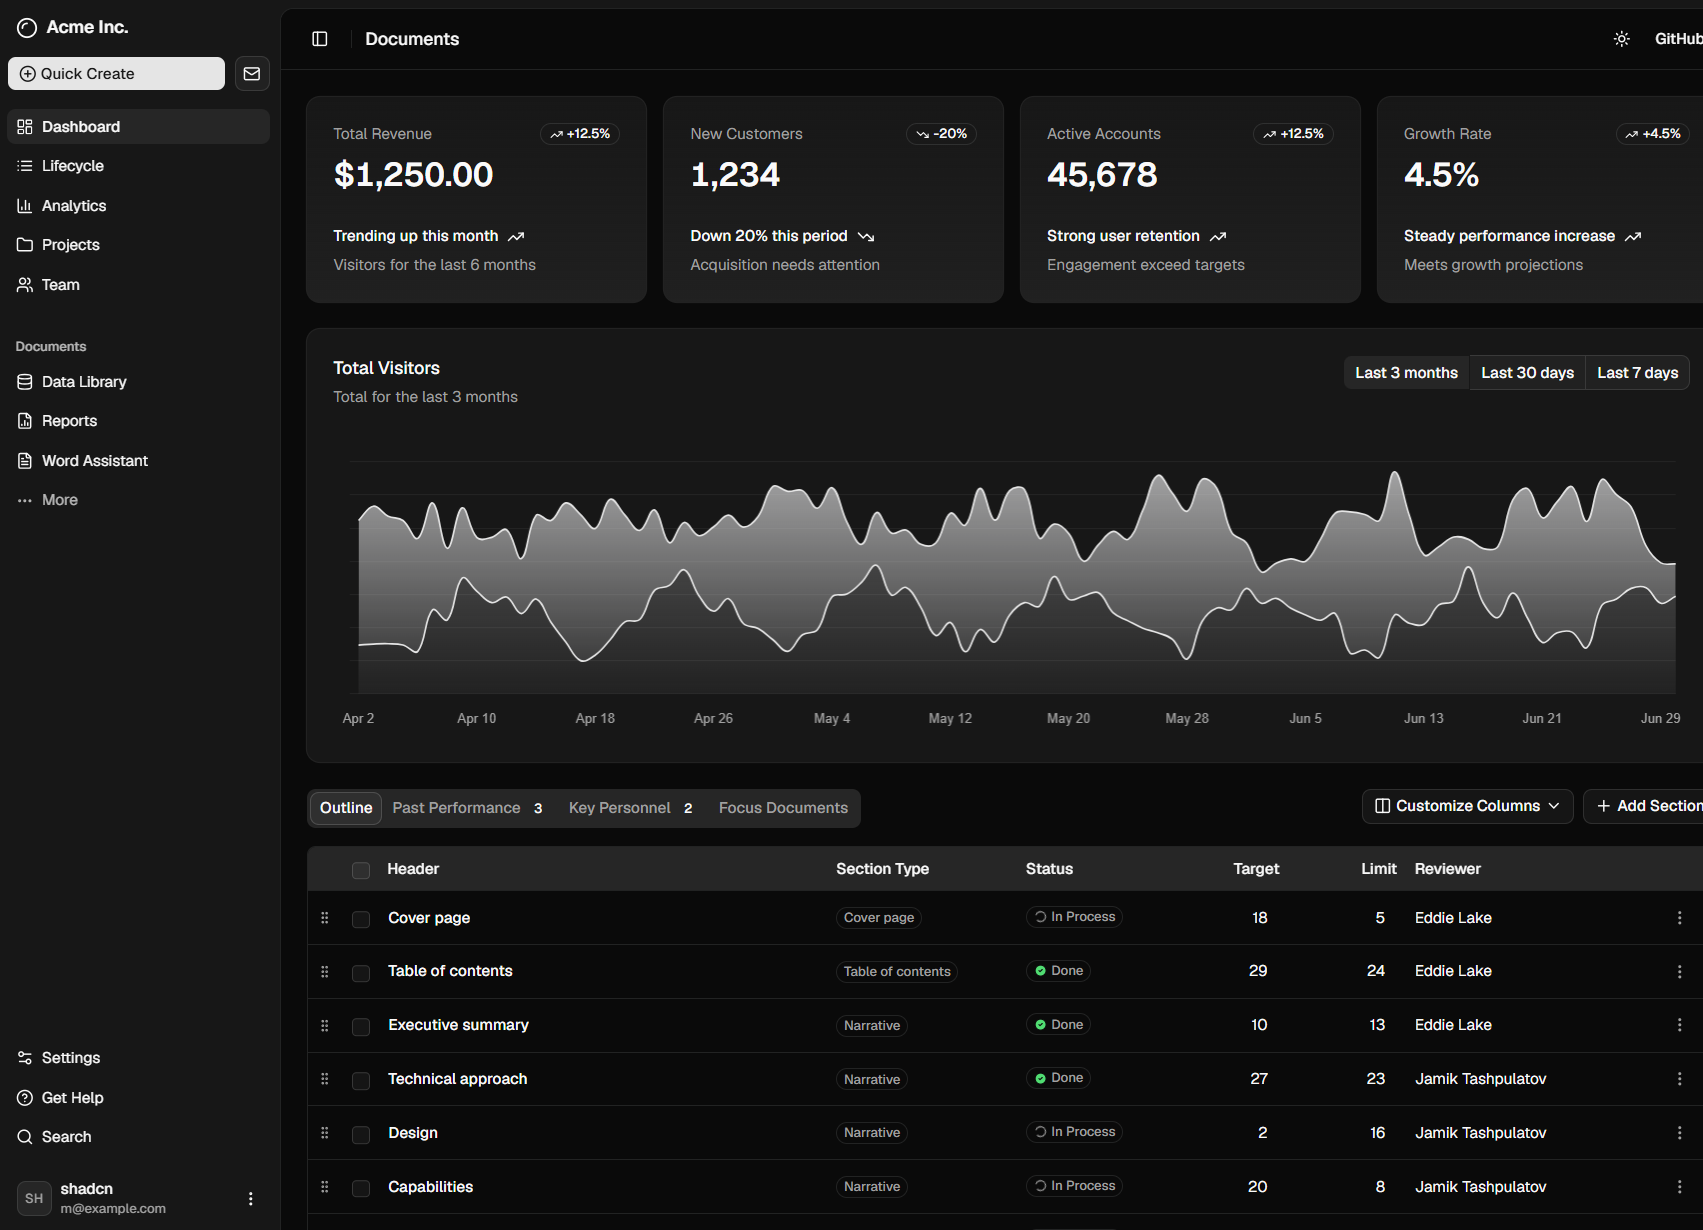 Acme Inc.
Quick Create
Dashboard
Lifecycle
Analytics
Projects
Team
Documents
Data Library
Reports
Word Assistant
More
Settings
Get Help
Search
SH
shadcn
m@example.com
Documents
GitHub
Total Revenue
+12.5%
$1,250.00
Trending up this month
Visitors for the last 6 months
New Customers
-20%
1,234
Down 20% this period
Acquisition needs attention
Active Accounts
+12.5%
45,678
Strong user retention
Engagement exceed targets
Growth Rate
+4.5%
4.5%
Steady performance increase
Meets growth projections
Total Visitors
Total for the last 3 months
Last 3 months Last 30 days Last 7 days
Apr 2 Apr 10 Apr 18 Apr 26 May 4 May 12 May 20 May 28 Jun 5 Jun 13 Jun 21 Jun 29
Outline Past Performance 3 Key Personnel 2 Focus Documents
Customize Columns
Add Section
Header Section Type Status Target Limit Reviewer
Cover page Cover page In Process 18 5 Eddie Lake
Table of contents Table of contents Done 29 24 Eddie Lake
Executive summary Narrative Done 10 13 Eddie Lake
Technical approach Narrative Done 27 23 Jamik Tashpulatov
Design Narrative In Process 2 16 Jamik Tashpulatov
Capabilities Narrative In Process 20 8 Jamik Tashpulatov